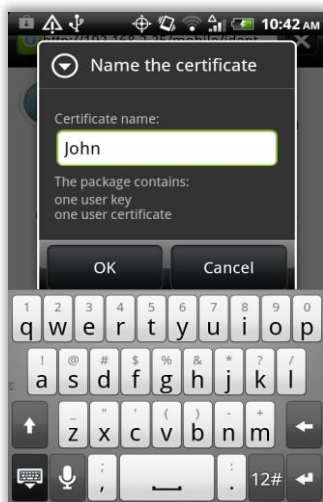 10:42 AM
Name the certificate
Certificate name:
John
The package contains:
one user key
one user certificate
OK
Cancel
1 2 3 4 5 6 7 8 9 0
q w e r t y u i o p
! @ # $ % & * ? /
a s d f g h j k l
_ " ' ( ) - +
z x c v b n m
; :
, . 12#